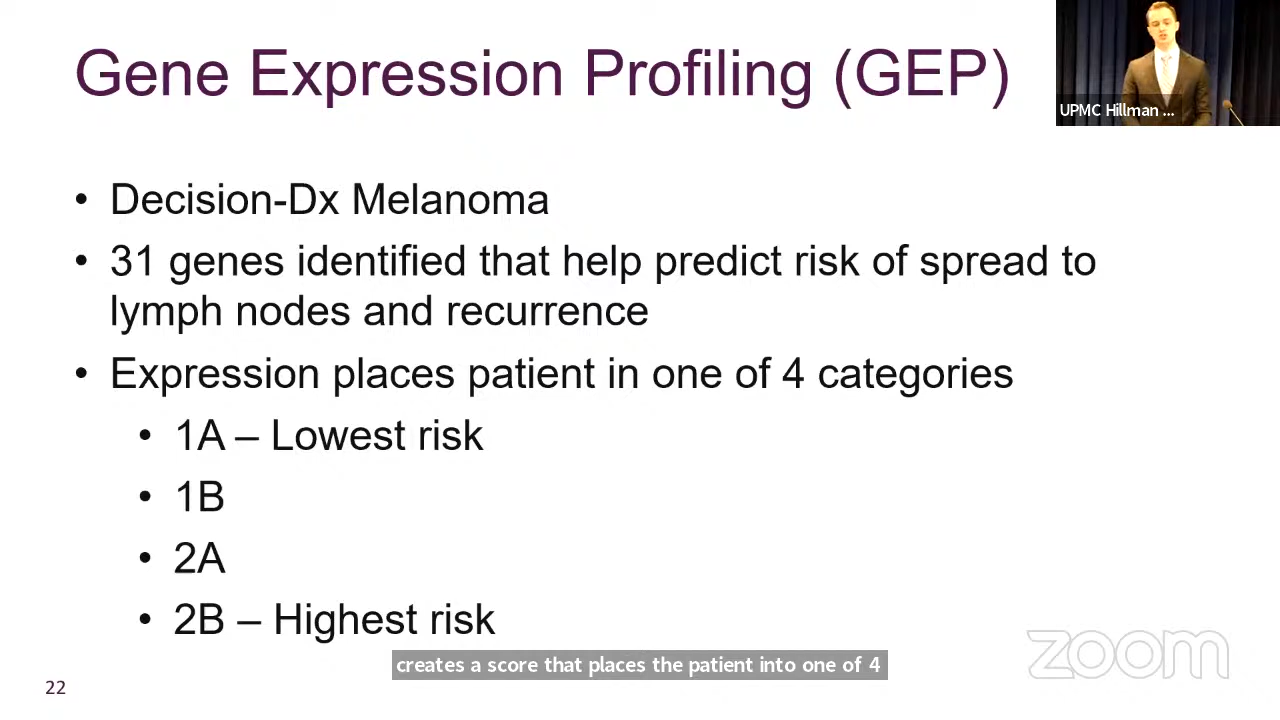 Gene Expression Profiling (GEP)
UPMC Hillman ...
• Decision-Dx Melanoma
• 31 genes identified that help predict risk of spread to
lymph nodes and recurrence
• Expression places patient in one of 4 categories
• 1A – Lowest risk
• 1B
• 2A
• 2B – Highest risk
creates a score that places the patient into one of 4
zoom
22